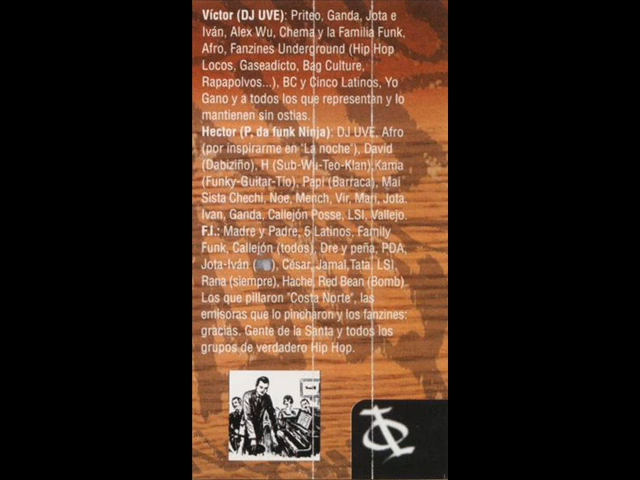 Víctor (DJ UVE): Priteo, Ganda, Jota e
Iván, Alex Wu, Chema y la Familia Funk,
Afro, Fanzines Underground (Hip Hop
Locos, Gaseadicto, Bag Culture,
Rapapolvos...), BC y Cinco Latinos, Yo
Gano y a todos los que representan y lo
mantienen sin ostias.
Hector (P. da funk Ninja): DJ UVE, Afro
(por inspirarme en "La noche"), David
(Dabiziño), H (Sub-Wu-Teo-Klan),Kama
(Funky-Guitar-Tío), Papi (Barraca), Mai
Sista Chechi, Noe, Mench, Vir, Mari, Jota.
Ivan, Ganda, Callejón Posse, LSI, Vallejo.
F.I.: Madre y Padre, 5 Latinos, Family
Funk, Callejón (todos), Dre y peña, PDA,
Jota-Iván ( ), César, Jamal,Tata, LSI,
Rana (siempre), Hache, Red Bean (Bomb).
Los que pillaron "Costa Norte", las
emisoras que lo pincharon y los fanzines:
gracias. Gente de la Santa y todos los
grupos de verdadero Hip Hop.